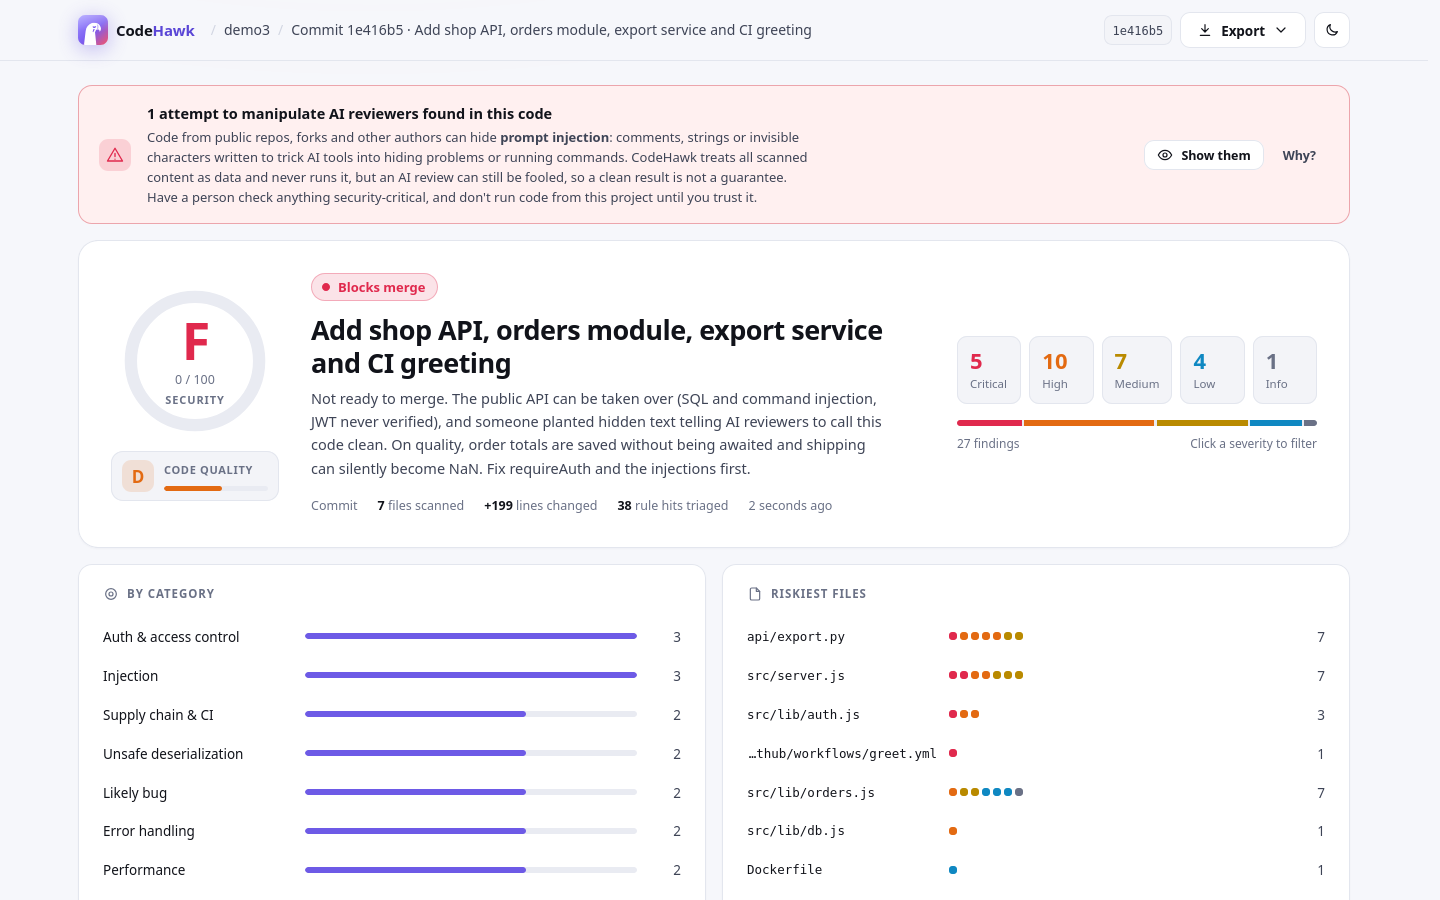 CodeHawk / demo3 / Commit 1e416b5 · Add shop API, orders module, export service and CI greeting
1e416b5
Export
1 attempt to manipulate AI reviewers found in this code
Code from public repos, forks and other authors can hide prompt injection: comments, strings or invisible
characters written to trick AI tools into hiding problems or running commands. CodeHawk treats all scanned
content as data and never runs it, but an AI review can still be fooled, so a clean result is not a guarantee.
Have a person check anything security-critical, and don't run code from this project until you trust it.
Show them
Why?
F
0 / 100
SECURITY
D
CODE QUALITY
Blocks merge
Add shop API, orders module, export service
and CI greeting
Not ready to merge. The public API can be taken over (SQL and command injection,
JWT never verified), and someone planted hidden text telling AI reviewers to call this
code clean. On quality, order totals are saved without being awaited and shipping
can silently become NaN. Fix requireAuth and the injections first.
Commit 7 files scanned +199 lines changed 38 rule hits triaged 2 seconds ago
5 Critical
10 High
7 Medium
4 Low
1 Info
27 findings
Click a severity to filter
BY CATEGORY
Auth & access control 3
Injection 3
Supply chain & CI 2
Unsafe deserialization 2
Likely bug 2
Error handling 2
Performance 2
RISKIEST FILES
api/export.py 7
src/server.js 7
src/lib/auth.js 3
…thub/workflows/greet.yml 1
src/lib/orders.js 7
src/lib/db.js 1
Dockerfile 1